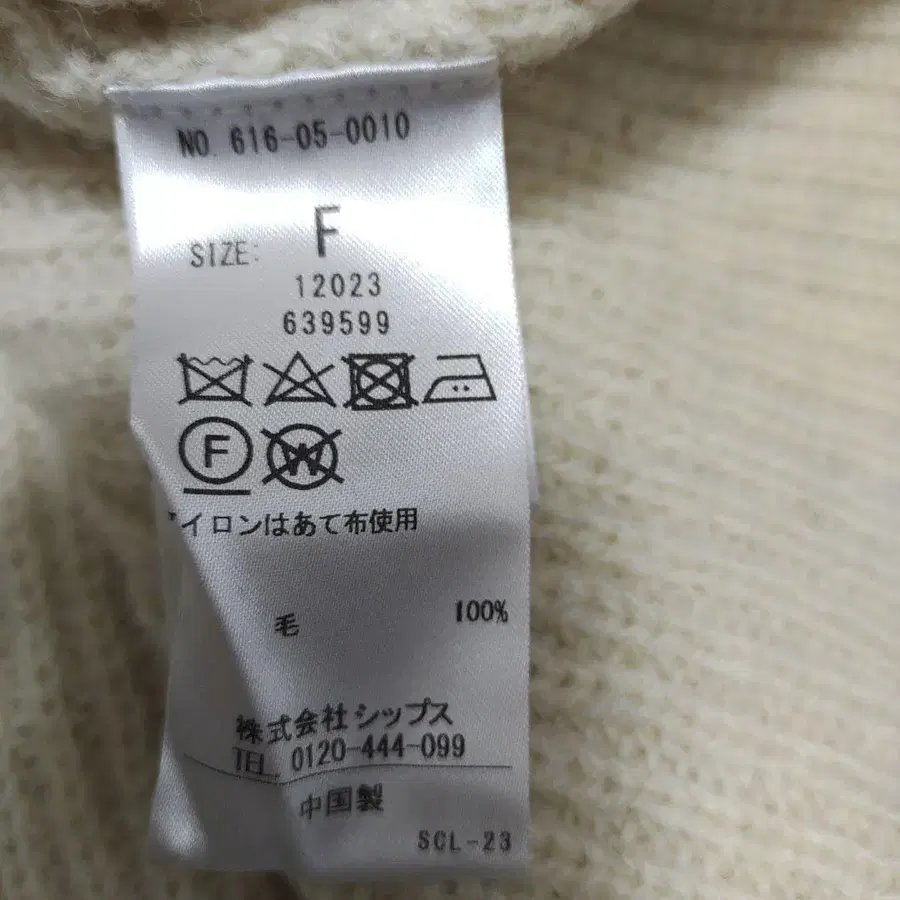 NO. 616-05-0010
SIZE: F
12023
639599
F
W
アイロンはあて布使用
毛 100%
株式会社シップス
0120-444-099
中国製
SCL-23